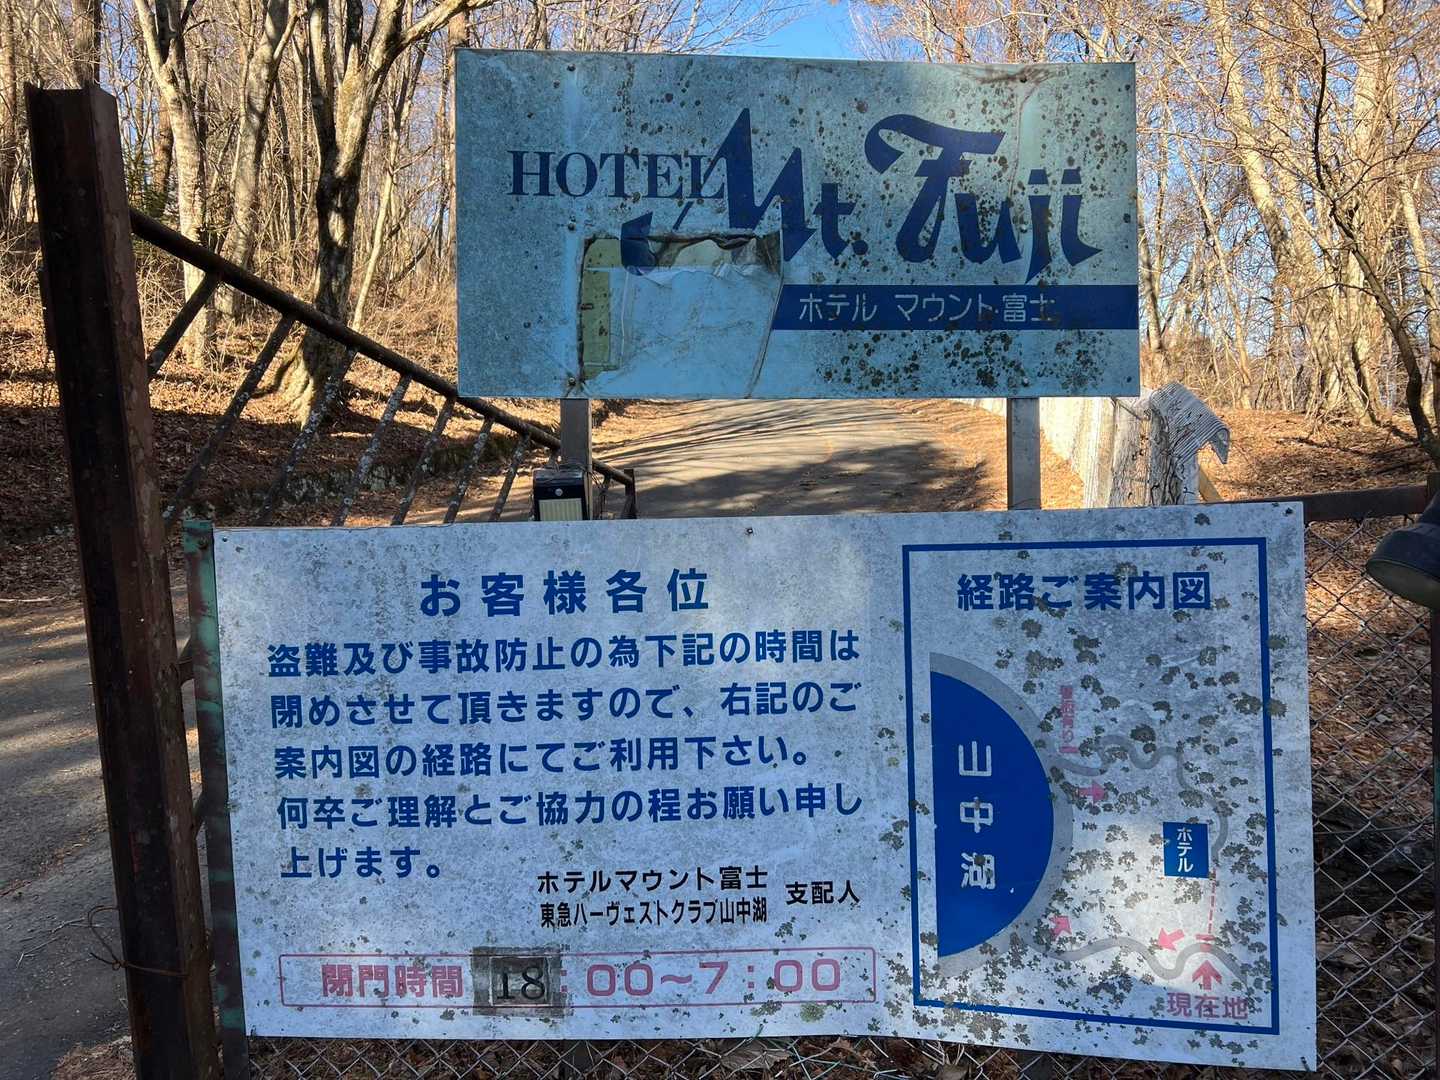 HOTEL Mt. Fuji
ホテル マウント富士
お客様各位
盗難及び事故防止の為下記の時間は
閉めさせて頂きますので、右記のご
案内図の経路にてご利用下さい。
何卒ご理解とご協力の程お願い申し
上げます。
ホテルマウント富士
東急ハーヴェストクラブ山中湖
支配人
閉門時間 18:00〜7:00
経路ご案内図
山中湖
ホテル
現在地